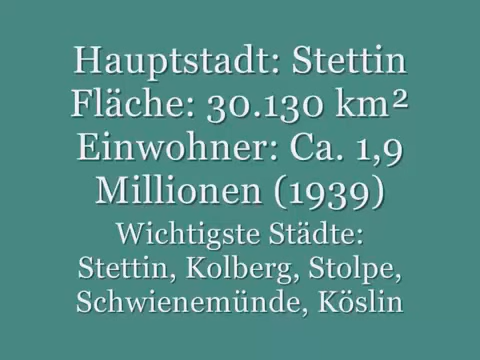 Hauptstadt: Stettin
Fläche: 30.130 km²
Einwohner: Ca. 1,9
Millionen (1939)
Wichtigste Städte:
Stettin, Kolberg, Stolpe,
Schwienemünde, Köslin